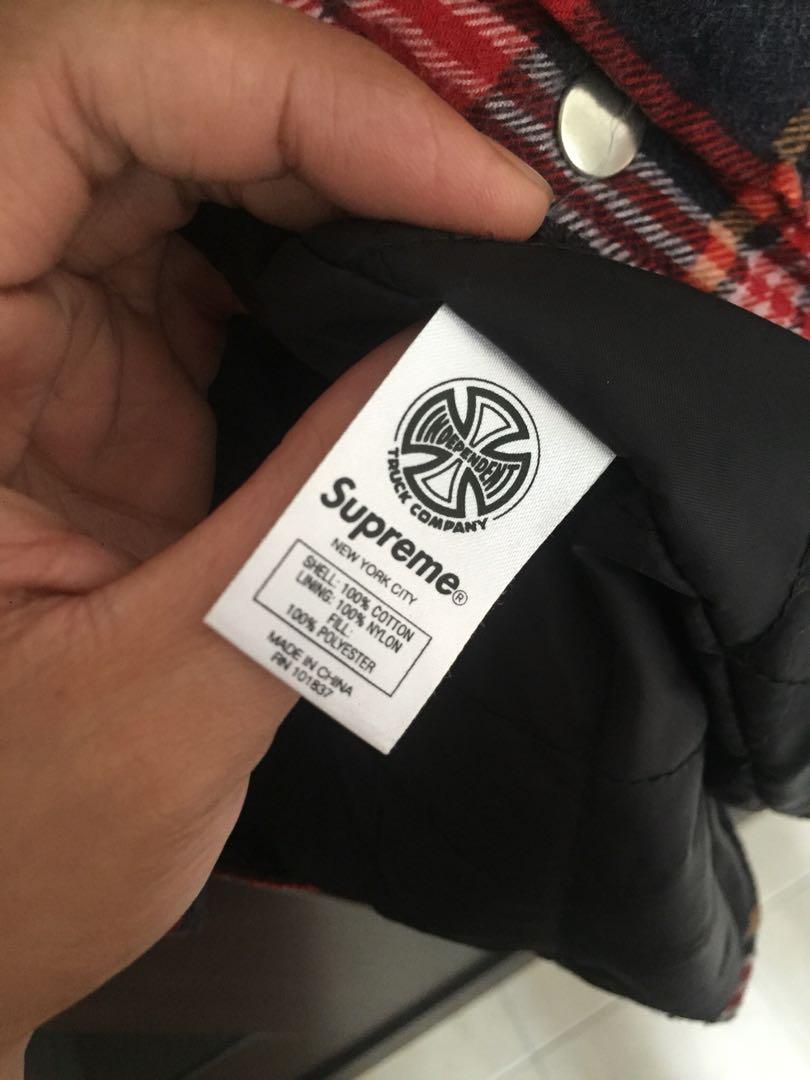 INDEPENDENT
TRUCK COMPANY
Supreme®
NEW YORK CITY
SHELL: 100% COTTON
LINING: 100% NYLON
FILL:
100% POLYESTER
MADE IN CHINA
RN 101837